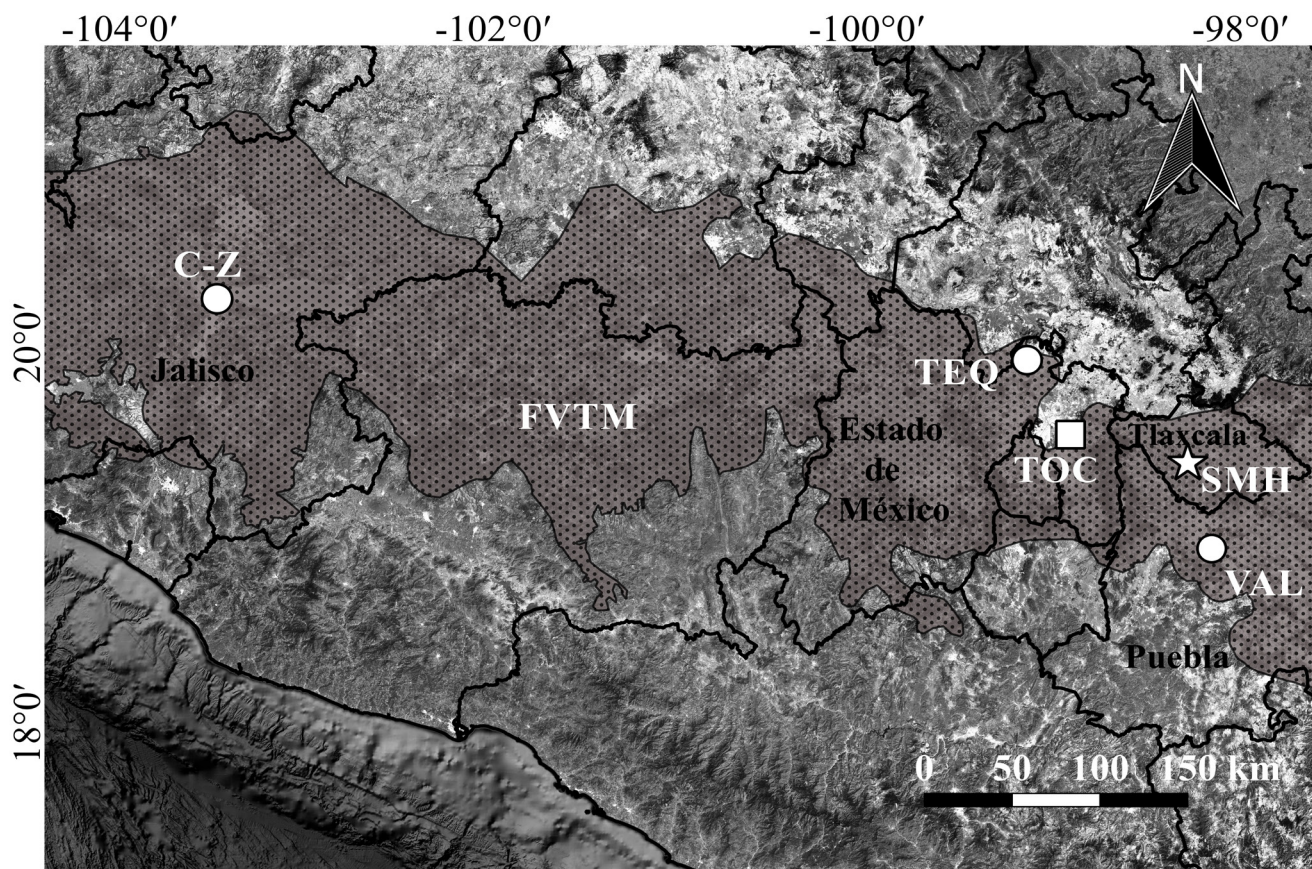 -104°0′ -102°0′ -100°0′ -98°0′
N
C-Z
20°0′
Jalisco
TEQ
FVTM
Estado
de
México
Tlaxcala
TOC
SMH
VAL
Puebla
18°0′
0 50 100 150 km